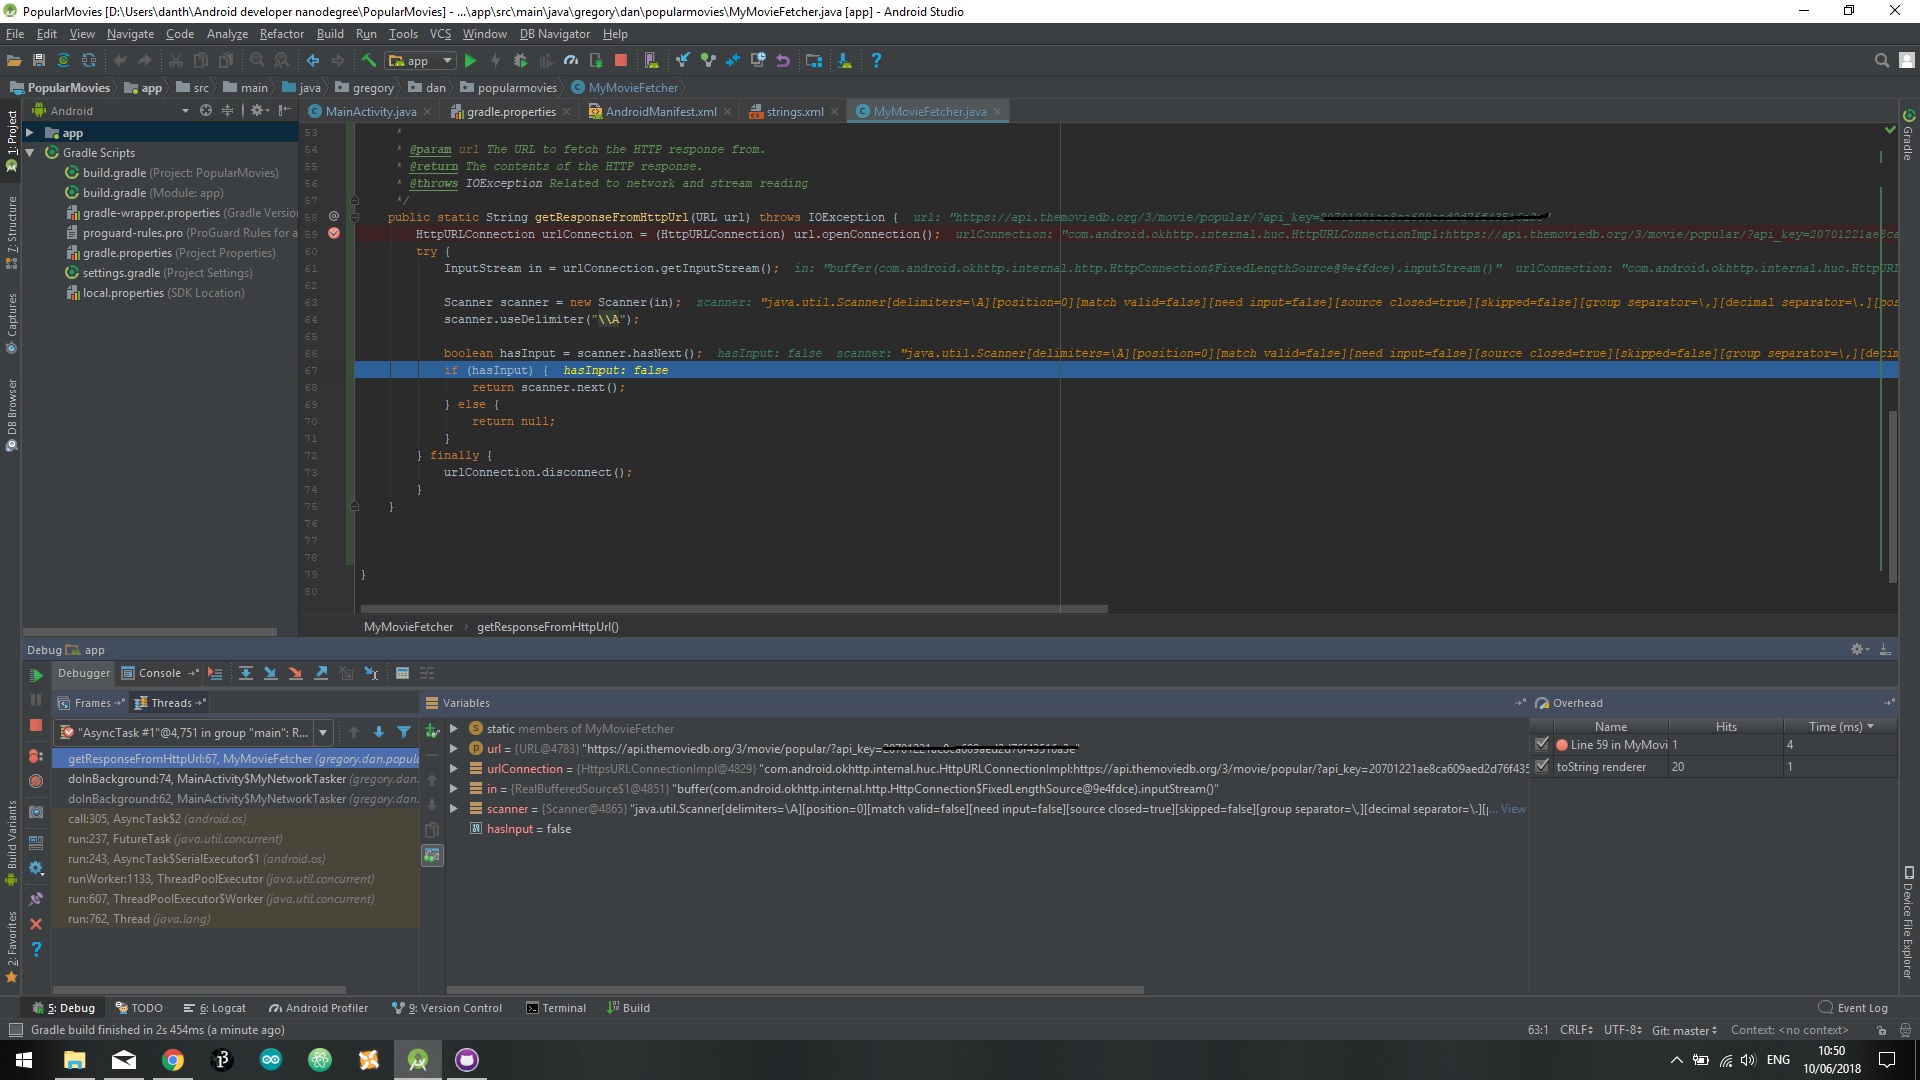 PopularMovies [D:\Users\danth\Android developer nanodegree\PopularMovies] - ...\app\src\main\java\gregory\dan\popularmovies\MyMovieFetcher.java [app] - Android Studio
File Edit View Navigate Code Analyze Refactor Build Run Tools VCS Window DB Navigator Help
app
PopularMovies app src main java gregory dan popularmovies MyMovieFetcher
Android
MainActivity.java gradle.properties AndroidManifest.xml strings.xml MyMovieFetcher.java
1: Project
7: Structure
Captures
DB Browser
Build Variants
2: Favorites
app
Gradle Scripts
build.gradle (Project: PopularMovies)
build.gradle (Module: app)
gradle-wrapper.properties (Gradle Versio
proguard-rules.pro (ProGuard Rules for a
gradle.properties (Project Properties)
settings.gradle (Project Settings)
local.properties (SDK Location)
53 *
54 * @param url The URL to fetch the HTTP response from.
55 * @return The contents of the HTTP response.
56 * @throws IOException Related to network and stream reading
57 */
58 public static String getResponseFromHttpUrl(URL url) throws IOException { url: "https://api.themoviedb.org/3/movie/popular/?api_key=
59 HttpURLConnection urlConnection = (HttpURLConnection) url.openConnection(); urlConnection: "com.android.okhttp.internal.huc.HttpURLConnectionImpl:https://api.themoviedb.org/3/movie/popular/?api_key=20701221ae8ca
60 try {
61 InputStream in = urlConnection.getInputStream(); in: "buffer(com.android.okhttp.internal.http.HttpConnection$FixedLengthSource@9e4fdce).inputStream()" urlConnection: "com.android.okhttp.internal.huc.HttpURL
62
63 Scanner scanner = new Scanner(in); scanner: "java.util.Scanner[delimiters=\A][position=0][match valid=false][need input=false][source closed=true][skipped=false][group separator=\,][decimal separator=\.][pos
64 scanner.useDelimiter("\\A");
65
66 boolean hasInput = scanner.hasNext(); hasInput: false scanner: "java.util.Scanner[delimiters=\A][position=0][match valid=false][need input=false][source closed=true][skipped=false][group separator=\,][decim
67 if (hasInput) { hasInput: false
68 return scanner.next();
69 } else {
70 return null;
71 }
72 } finally {
73 urlConnection.disconnect();
74 }
75 }
76
77
78
79 }
80
Gradle
Device File Explorer
MyMovieFetcher getResponseFromHttpUrl()
Debug app
Debugger Console
Frames Threads
Variables
Overhead
"AsyncTask #1"@4,751 in group "main": R...
getResponseFromHttpUrl:67, MyMovieFetcher (gregory.dan.popula
doInBackground:74, MainActivity$MyNetworkTasker (gregory.dan.
doInBackground:62, MainActivity$MyNetworkTasker (gregory.dan.
call:305, AsyncTask$2 (android.os)
run:237, FutureTask (java.util.concurrent)
run:243, AsyncTask$SerialExecutor$1 (android.os)
runWorker:1133, ThreadPoolExecutor (java.util.concurrent)
run:607, ThreadPoolExecutor$Worker (java.util.concurrent)
run:762, Thread (java.lang)
static members of MyMovieFetcher
url = {URL@4783} "https://api.themoviedb.org/3/movie/popular/?api_key=
urlConnection = {HttpsURLConnectionImpl@4829} "com.android.okhttp.internal.huc.HttpURLConnectionImpl:https://api.themoviedb.org/3/movie/popular/?api_key=20701221ae8ca609aed2d76f435
in = {RealBufferedSource$1@4851} "buffer(com.android.okhttp.internal.http.HttpConnection$FixedLengthSource@9e4fdce).inputStream()"
scanner = {Scanner@4865} "java.util.Scanner[delimiters=\A][position=0][match valid=false][need input=false][source closed=true][skipped=false][group separator=\,][decimal separator=\.][... View
hasInput = false
Name Hits Time (ms)
Line 59 in MyMovi 1 4
toString renderer 20 1
5: Debug TODO 6: Logcat Android Profiler 9: Version Control Terminal Build Event Log
Gradle build finished in 2s 454ms (a minute ago)
63:1 CRLF UTF-8 Git: master Context: <no context>
ENG
10:50
10/06/2018